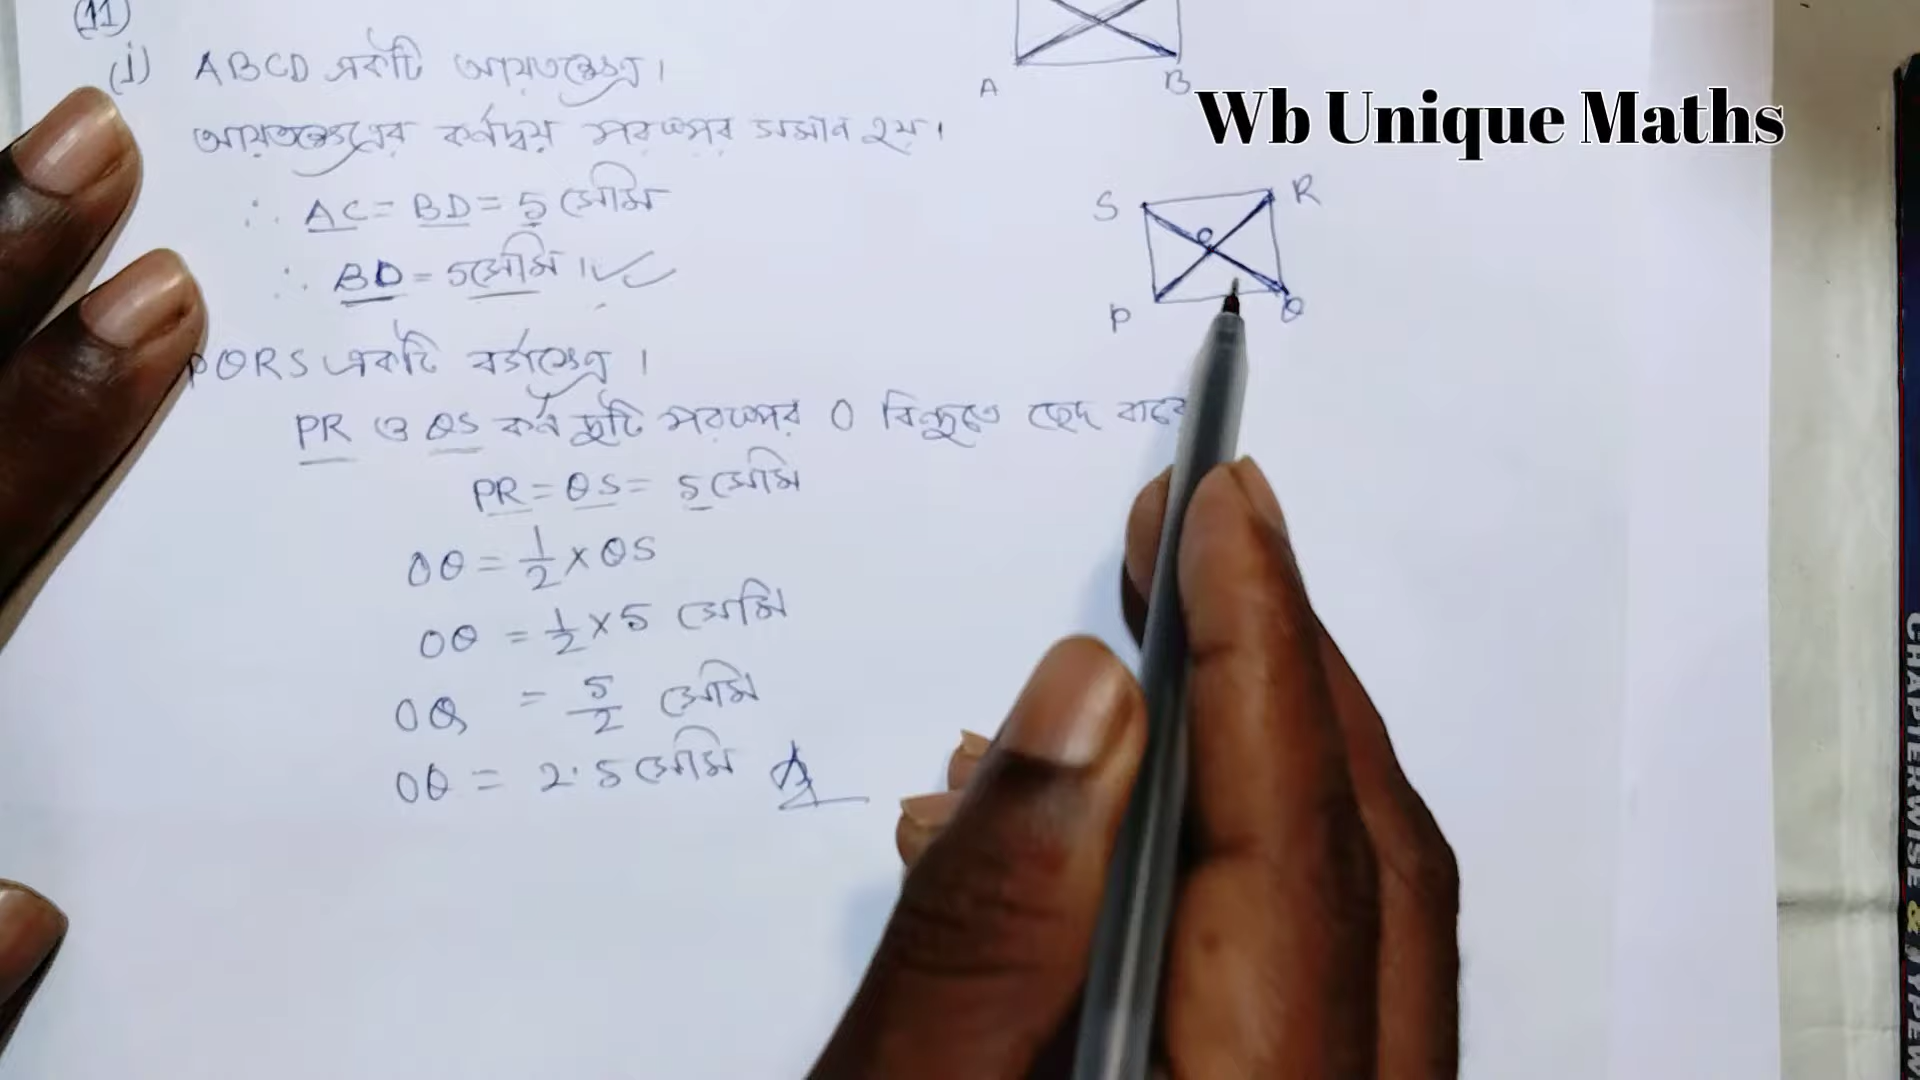 (11)
(i) ABCD একটি আয়তক্ষেত্র।
আয়তক্ষেত্রের কর্নদ্বয় পরস্পর সমান হয়।
∴ AC = BD = 5 সেমি
∴ BD = 5 সেমি।
PQRS একটি বর্গক্ষেত্র।
PR ও QS কর্ন দুটি পরস্পর O বিন্দুতে ছেদ
PR = QS = 5 সেমি
OQ = 1/2 × QS
OQ = 1/2 × 5 সেমি
OQ = 5/2 সেমি
OQ = 2.5 সেমি
A B
Wb Unique Maths
S R
O
P Q
CHAPTERWISE &